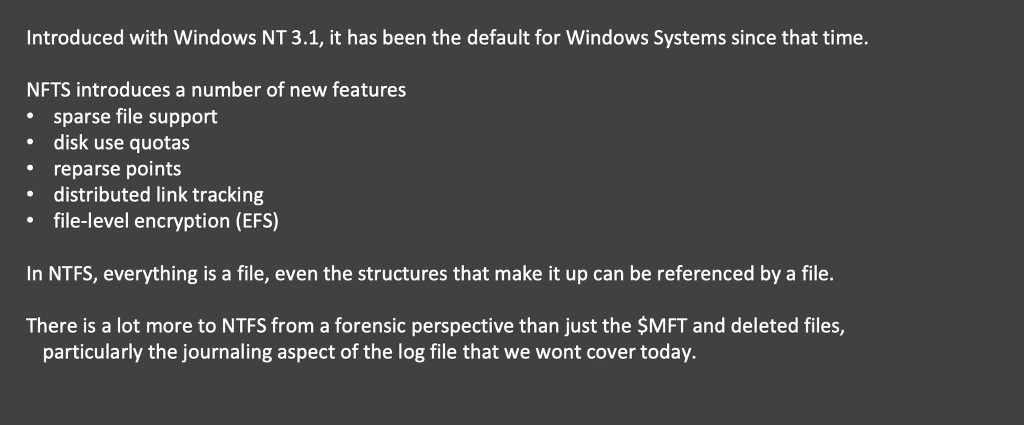 Introduced with Windows NT 3.1, it has been the default for Windows Systems since that time.
NFTS introduces a number of new features
• sparse file support
• disk use quotas
• reparse points
• distributed link tracking
• file-level encryption (EFS)
In NTFS, everything is a file, even the structures that make it up can be referenced by a file.
There is a lot more to NTFS from a forensic perspective than just the $MFT and deleted files,
particularly the journaling aspect of the log file that we wont cover today.